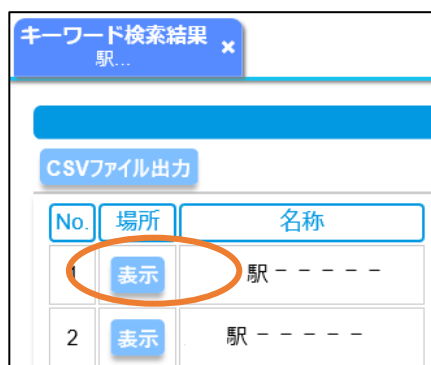 キーワード検索結果 ×
駅...
CSVファイル出力
No. 場所 名称
1 表示 駅－－－－－
2 表示 駅－－－－－